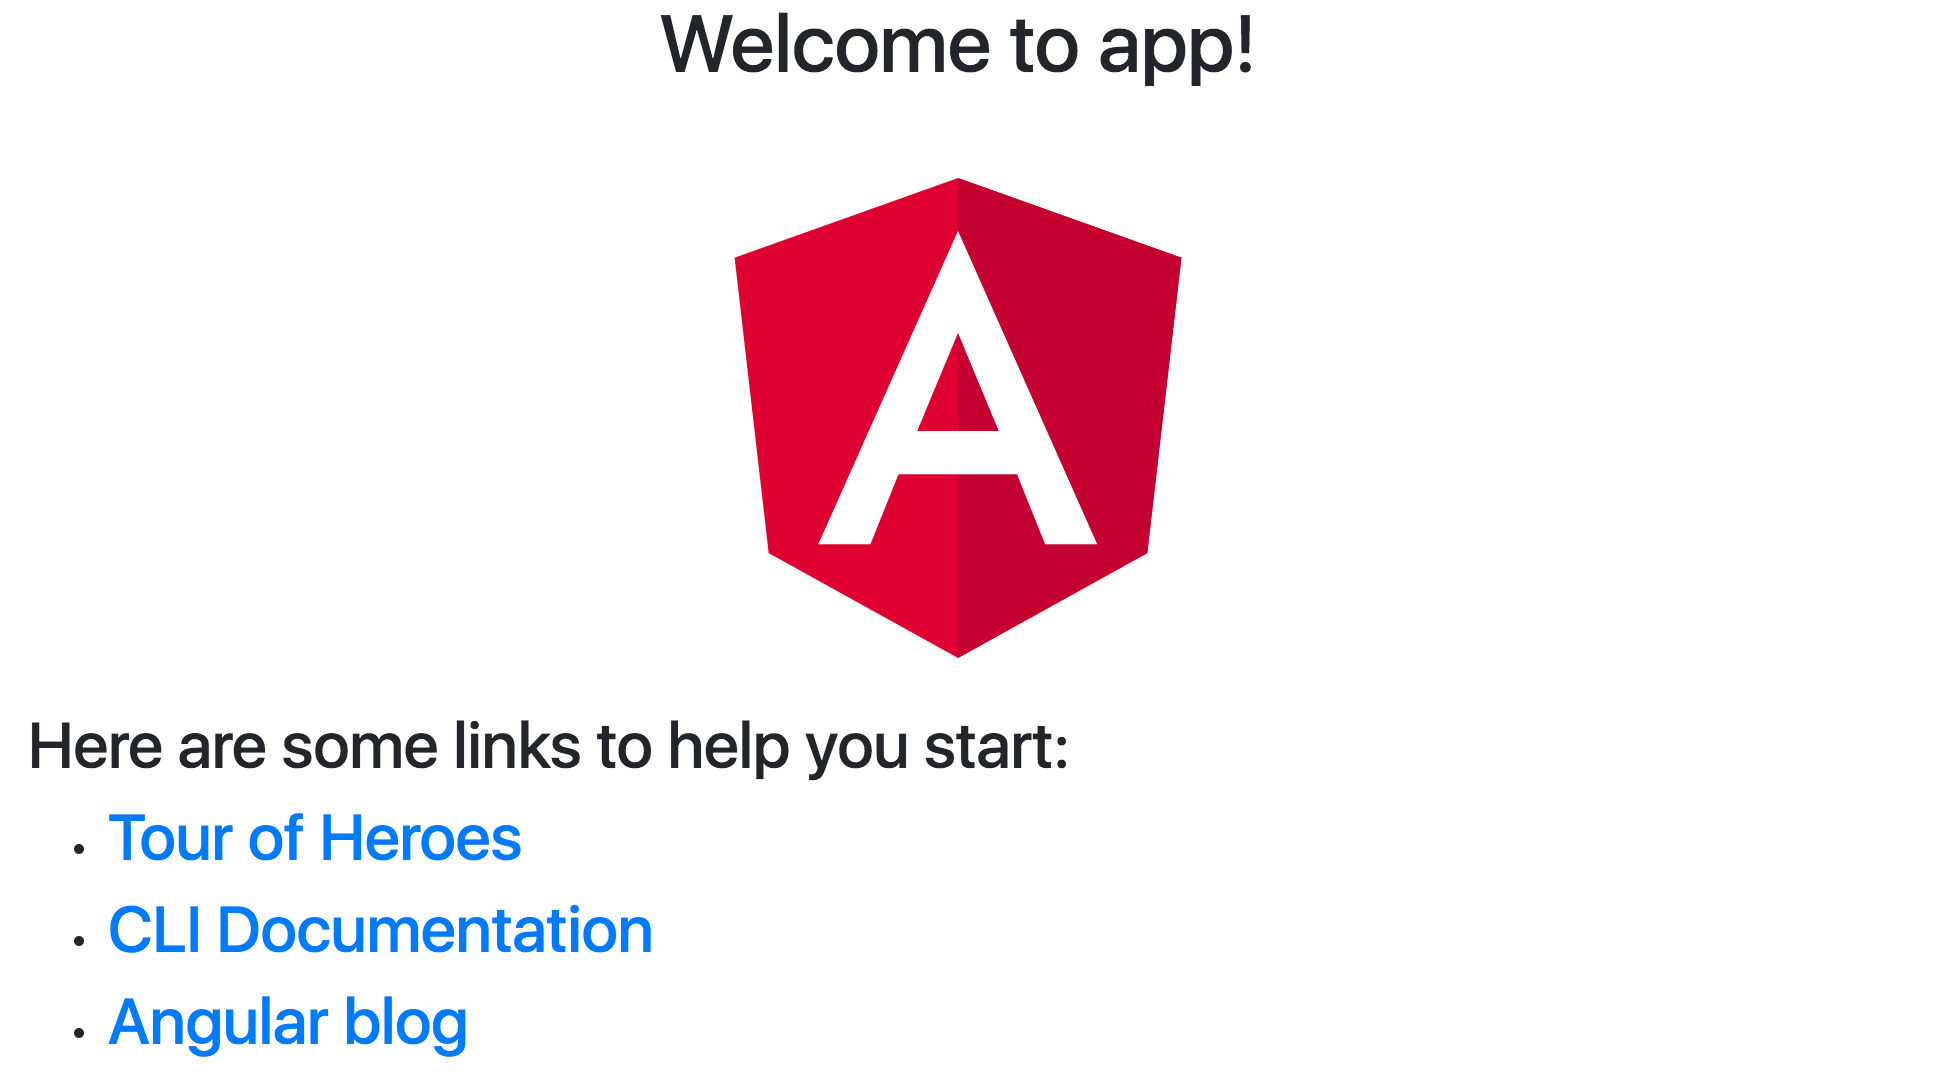 Welcome to app!
A
Here are some links to help you start:
Tour of Heroes
CLI Documentation
Angular blog